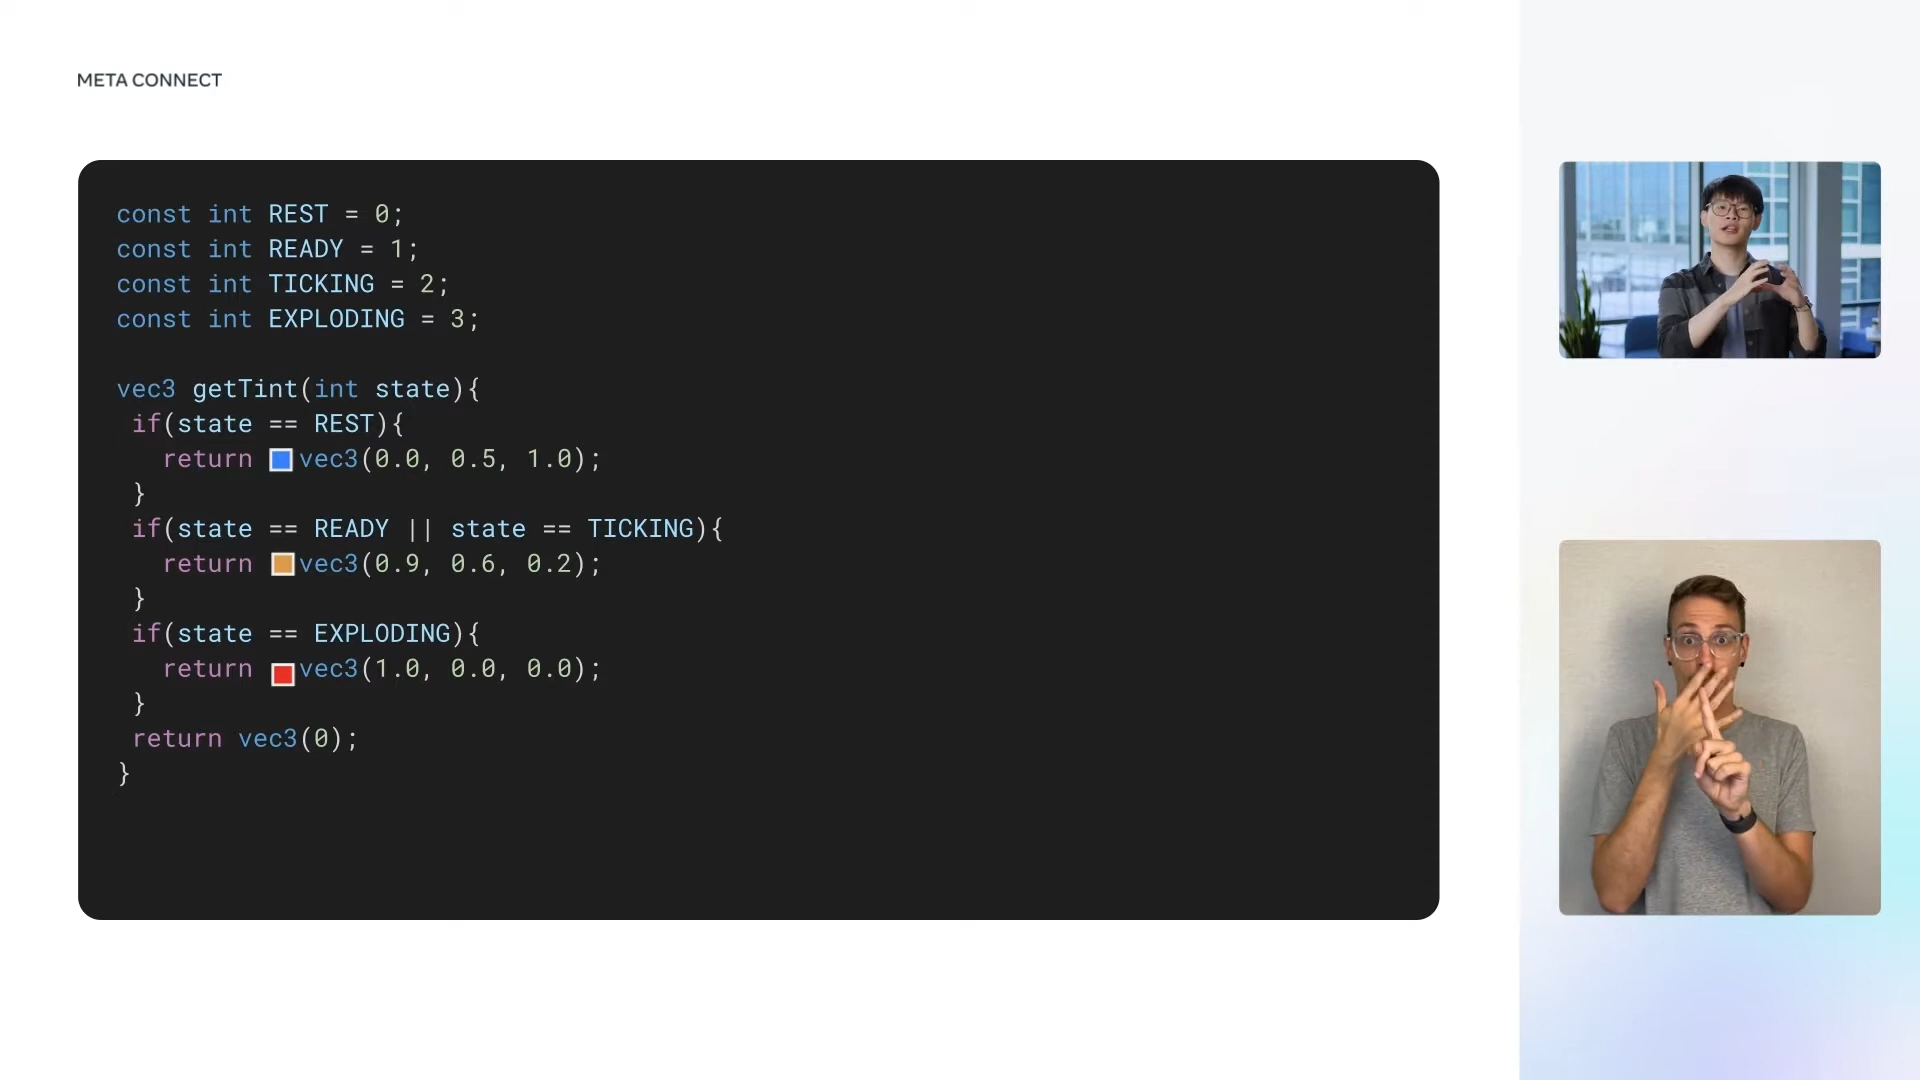 META CONNECT
const int REST = 0;
const int READY = 1;
const int TICKING = 2;
const int EXPLODING = 3;
vec3 getTint(int state){
if(state == REST){
return vec3(0.0, 0.5, 1.0);
}
if(state == READY || state == TICKING){
return vec3(0.9, 0.6, 0.2);
}
if(state == EXPLODING){
return vec3(1.0, 0.0, 0.0);
}
return vec3(0);
}